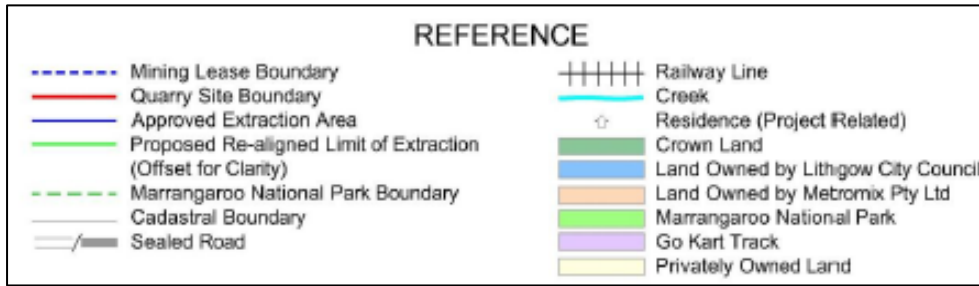 REFERENCE
Mining Lease Boundary
Quarry Site Boundary
Approved Extraction Area
Proposed Re-aligned Limit of Extraction
(Offset for Clarity)
Marrangaroo National Park Boundary
Cadastral Boundary
Sealed Road
Railway Line
Creek
Residence (Project Related)
Crown Land
Land Owned by Lithgow City Council
Land Owned by Metromix Pty Ltd
Marrangaroo National Park
Go Kart Track
Privately Owned Land